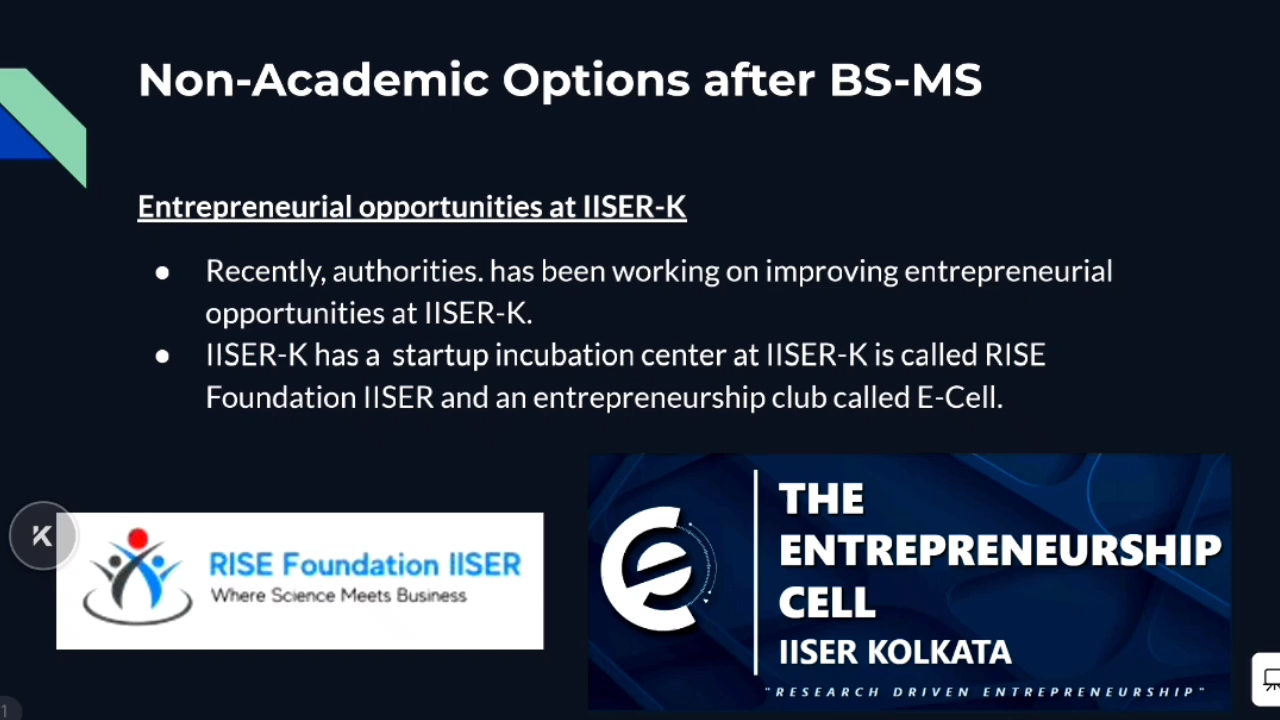 Non-Academic Options after BS-MS
Entrepreneurial opportunities at IISER-K
● Recently, authorities. has been working on improving entrepreneurial
opportunities at IISER-K.
● IISER-K has a  startup incubation center at IISER-K is called RISE
Foundation IISER and an entrepreneurship club called E-Cell.
K
RISE Foundation IISER
Where Science Meets Business
THE
ENTREPRENEURSHIP
CELL
IISER KOLKATA
"RESEARCH DRIVEN ENTREPRENEURSHIP"
1